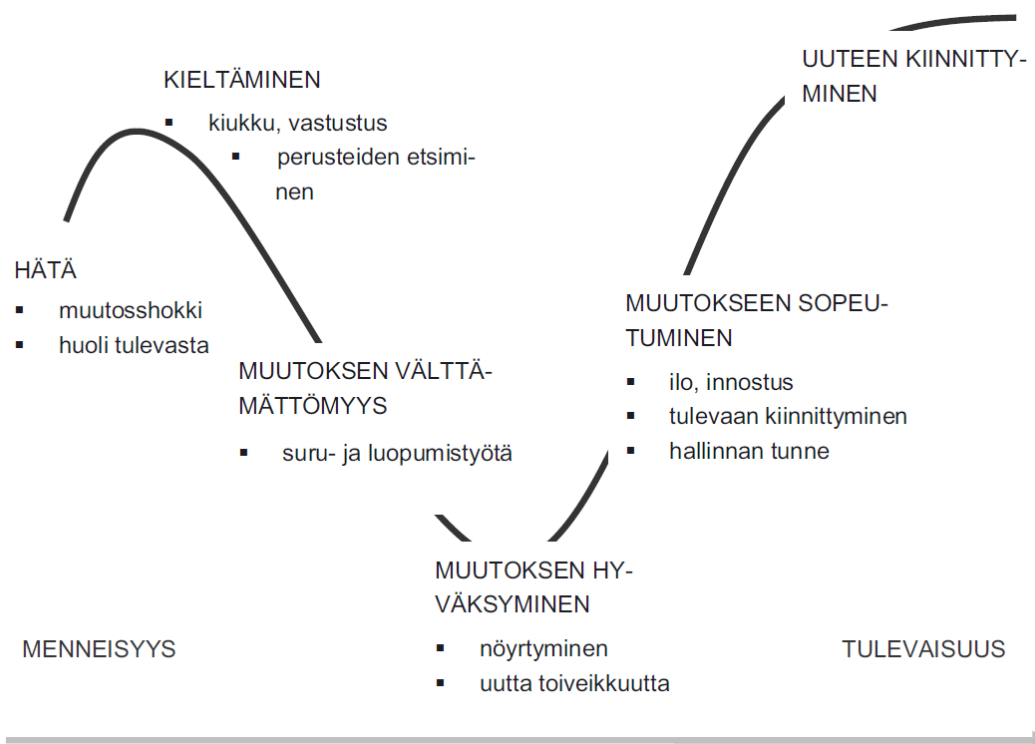 KIELTÄMINEN
▪ kiukku, vastustus
▪ perusteiden etsimi-
nen
HÄTÄ
▪ muutosshokki
▪ huoli tulevasta
MUUTOKSEN VÄLTTÄ-
MÄTTÖMYYS
▪ suru- ja luopumistyötä
MUUTOKSEN HY-
VÄKSYMINEN
▪ nöyrtyminen
▪ uutta toiveikkuutta
MUUTOKSEEN SOPEU-
TUMINEN
▪ ilo, innostus
▪ tulevaan kiinnittyminen
▪ hallinnan tunne
UUTEEN KIINNITTY-
MINEN
MENNEISYYS
TULEVAISUUS